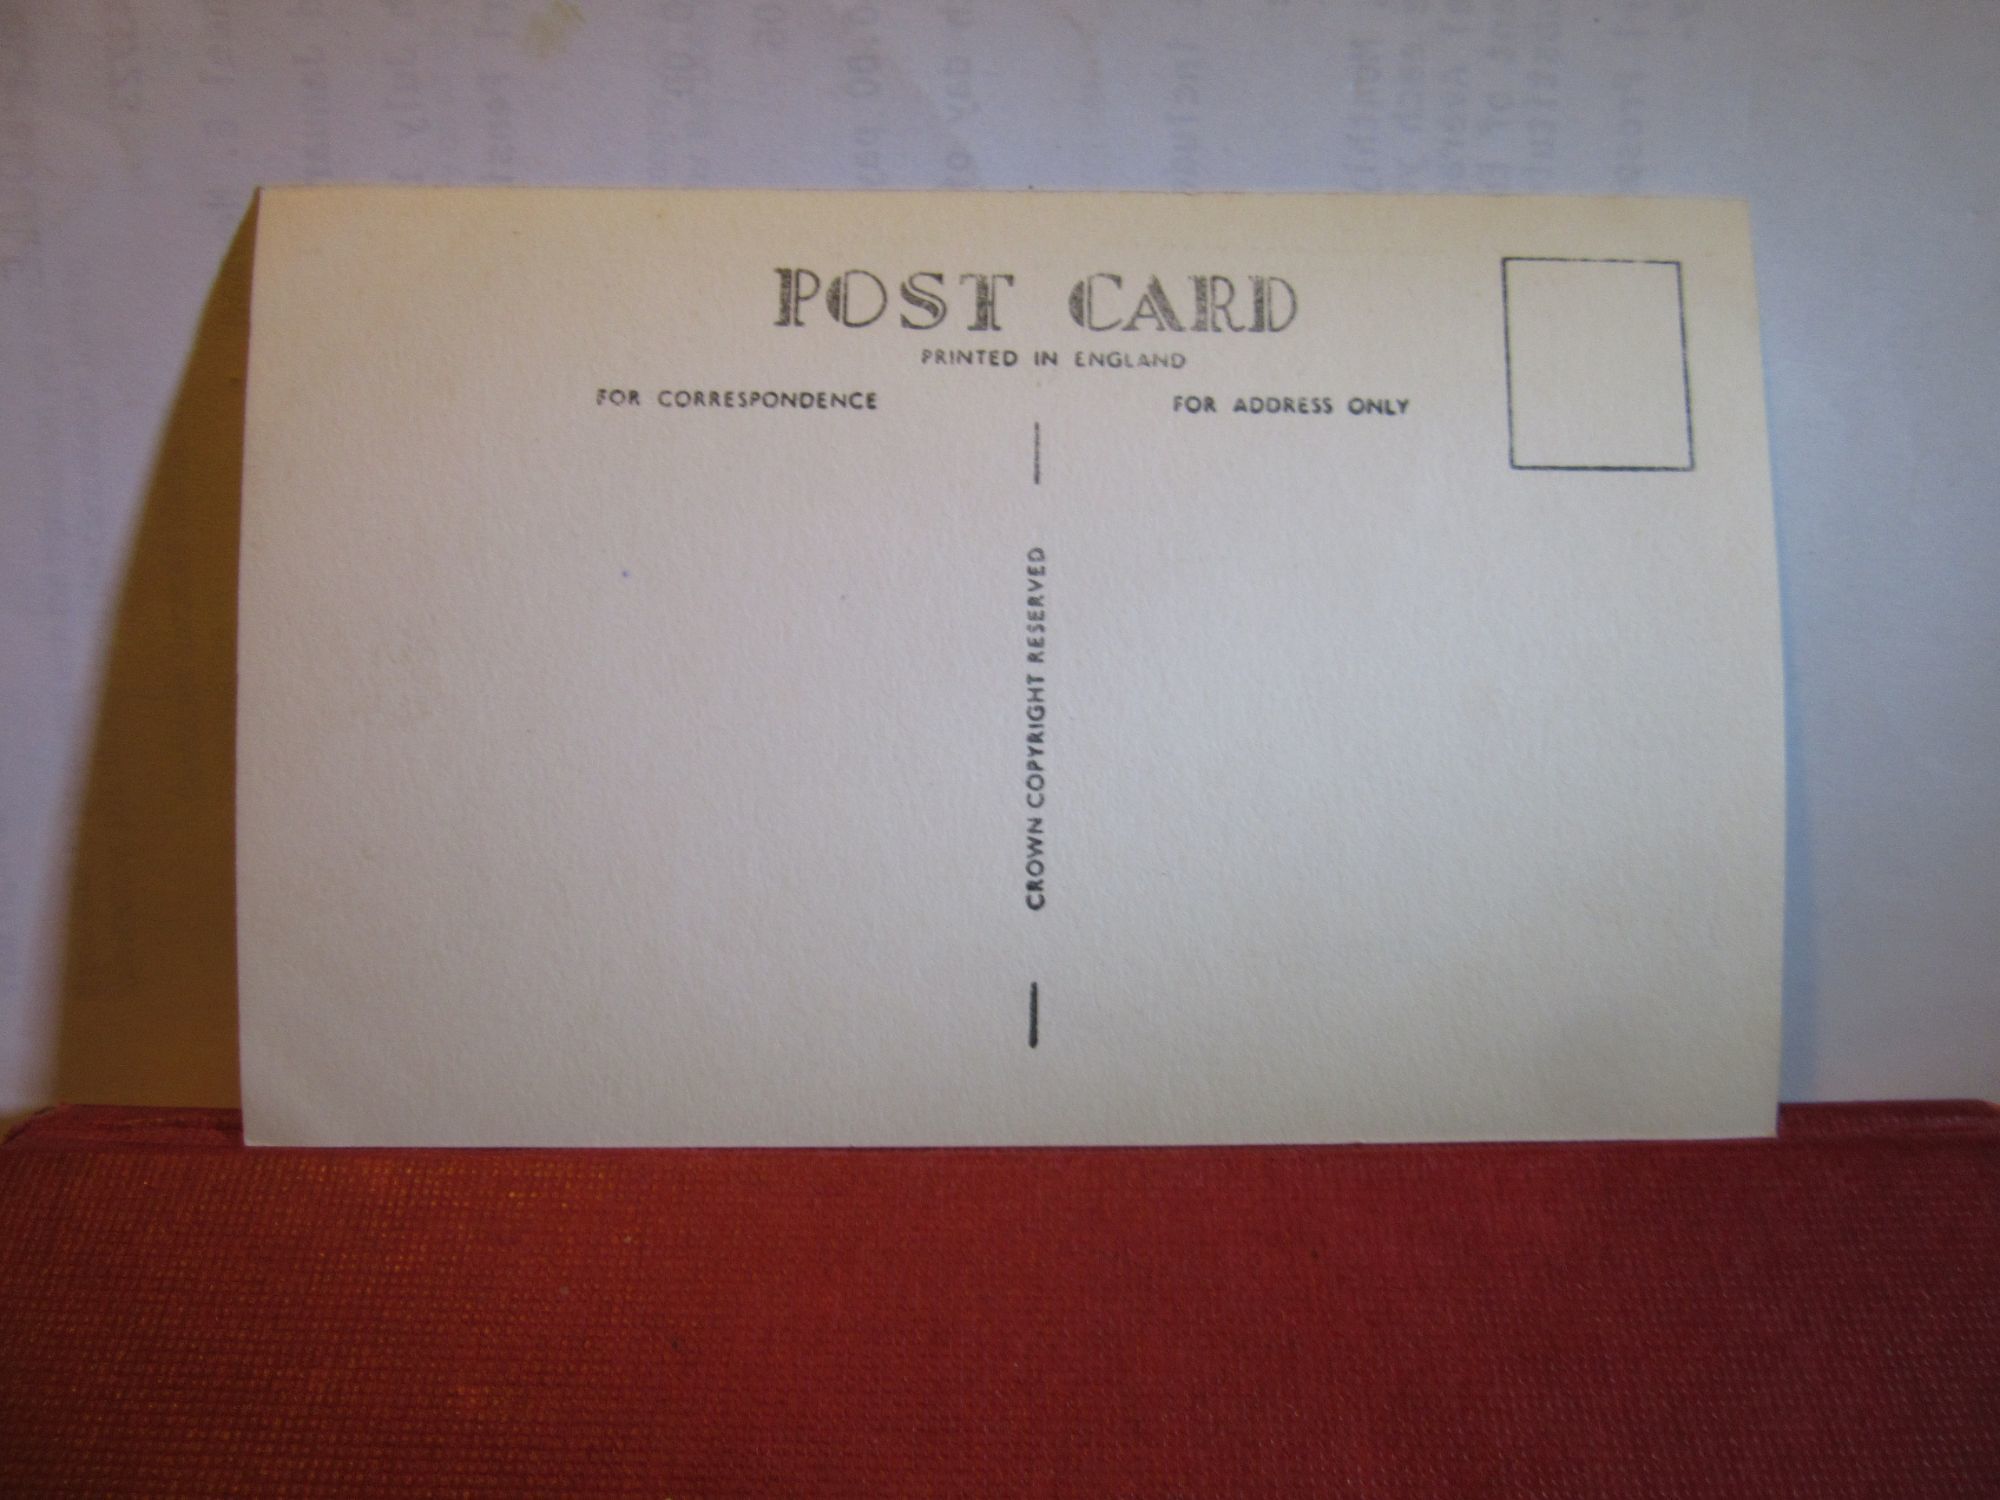 POST CARD
PRINTED IN ENGLAND
FOR CORRESPONDENCE
FOR ADDRESS ONLY
CROWN COPYRIGHT RESERVED